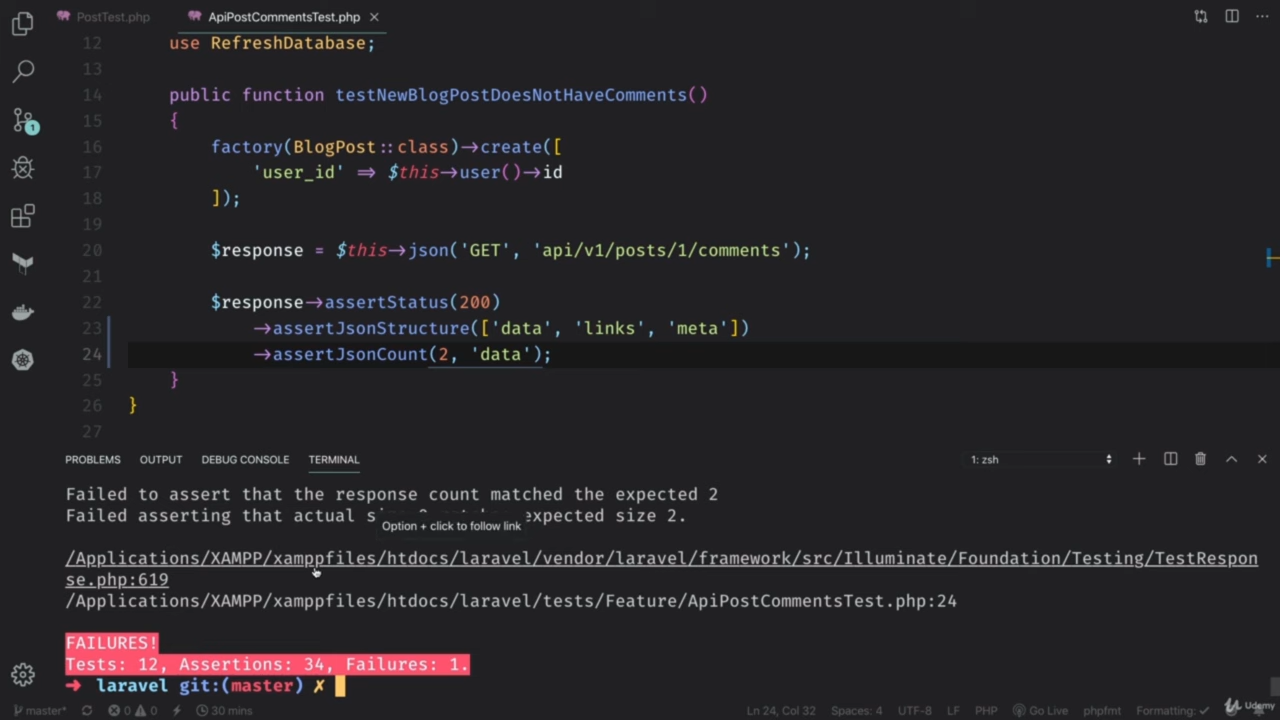 PostTest.php
ApiPostCommentsTest.php
12 use RefreshDatabase;
13
14 public function testNewBlogPostDoesNotHaveComments()
15 {
16 factory(BlogPost::class)->create([
17 'user_id' => $this->user()->id
18 ]);
19
20 $response = $this->json('GET', 'api/v1/posts/1/comments');
21
22 $response->assertStatus(200)
23 ->assertJsonStructure(['data', 'links', 'meta'])
24 ->assertJsonCount(2, 'data');
25 }
26 }
27
1
PROBLEMS OUTPUT DEBUG CONSOLE TERMINAL 1: zsh
Failed to assert that the response count matched the expected 2
Failed asserting that actual expected size 2.
Option + click to follow link
/Applications/XAMPP/xamppfiles/htdocs/laravel/vendor/laravel/framework/src/Illuminate/Foundation/Testing/TestRespon
se.php:619
/Applications/XAMPP/xamppfiles/htdocs/laravel/tests/Feature/ApiPostCommentsTest.php:24
FAILURES!
Tests: 12, Assertions: 34, Failures: 1.
➜ laravel git:(master) ✗
master* 0 0 30 mins Ln 24, Col 32 Spaces: 4 UTF-8 LF PHP Go Live phpfmt Formatting: ✓
Udemy